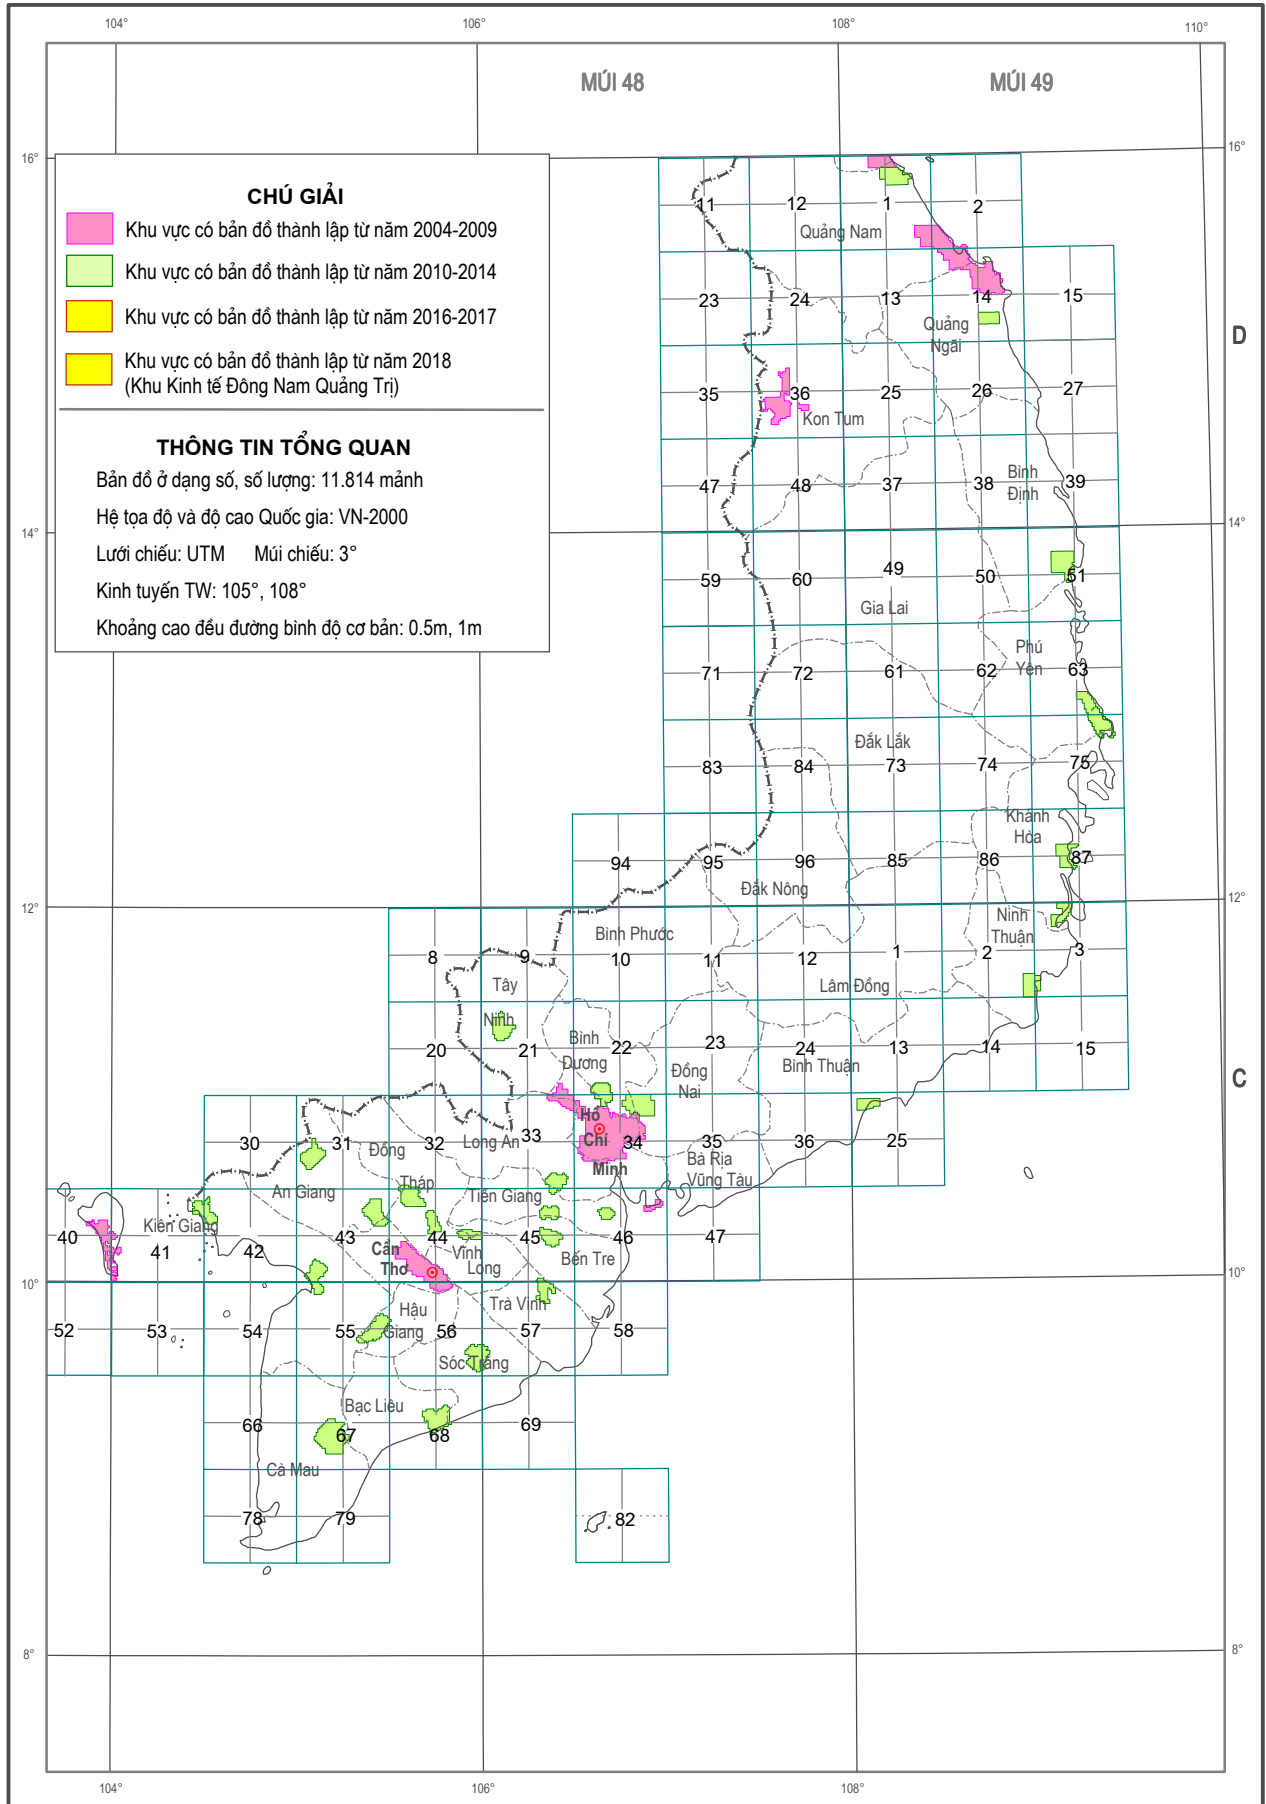 104°
106°
108°
110°
MÚI 48
MÚI 49
16°
16°
CHÚ GIẢI
Khu vực có bản đồ thành lập từ năm 2004-2009
Khu vực có bản đồ thành lập từ năm 2010-2014
Khu vực có bản đồ thành lập từ năm 2016-2017
Khu vực có bản đồ thành lập từ năm 2018
(Khu Kinh tế Đông Nam Quảng Trị)
THÔNG TIN TỔNG QUAN
Bản đồ ở dạng số, số lượng: 11.814 mảnh
Hệ tọa độ và độ cao Quốc gia: VN-2000
Lưới chiếu: UTM Múi chiếu: 3°
Kinh tuyến TW: 105°, 108°
Khoảng cao đều đường bình độ cơ bản: 0.5m, 1m
11 12 1 2
Quảng Nam
23 24 13 14 15
Quảng
Ngãi
D
35 36 25 26 27
Kon Tum
47 48 37 38 39
Bình
Định
14°
14°
59 60 49 50 51
Gia Lai
Phú
Yên
71 72 61 62 63
Đắk Lắk
83 84 73 74 75
Khánh
Hòa
94 95 96 85 86 87
Đắk Nông
12°
12°
Ninh
Thuận
Bình Phước
8 9 10 11 12 1 2 3
Tây
Ninh
Lâm Đồng
20 21 22 23 24 13 14 15
Bình
Dương
Đồng
Nai
Bình Thuận
C
Hồ
Chí
Minh
30 31 32 33 34 35 36 25
Đồng
Tháp
Long An
Bà Rịa
Vũng Tàu
An Giang
Tiền Giang
Kiên Giang
40 41 42 43 44 45 46 47
Cần
Thơ
Vĩnh
Long
Bến Tre
10°
10°
Hậu
Giang
Trà Vinh
52 53 54 55 56 57 58
Sóc Trăng
Bạc Liêu
66 67 68 69
Cà Mau
78 79 82
8°
8°
104°
106°
108°